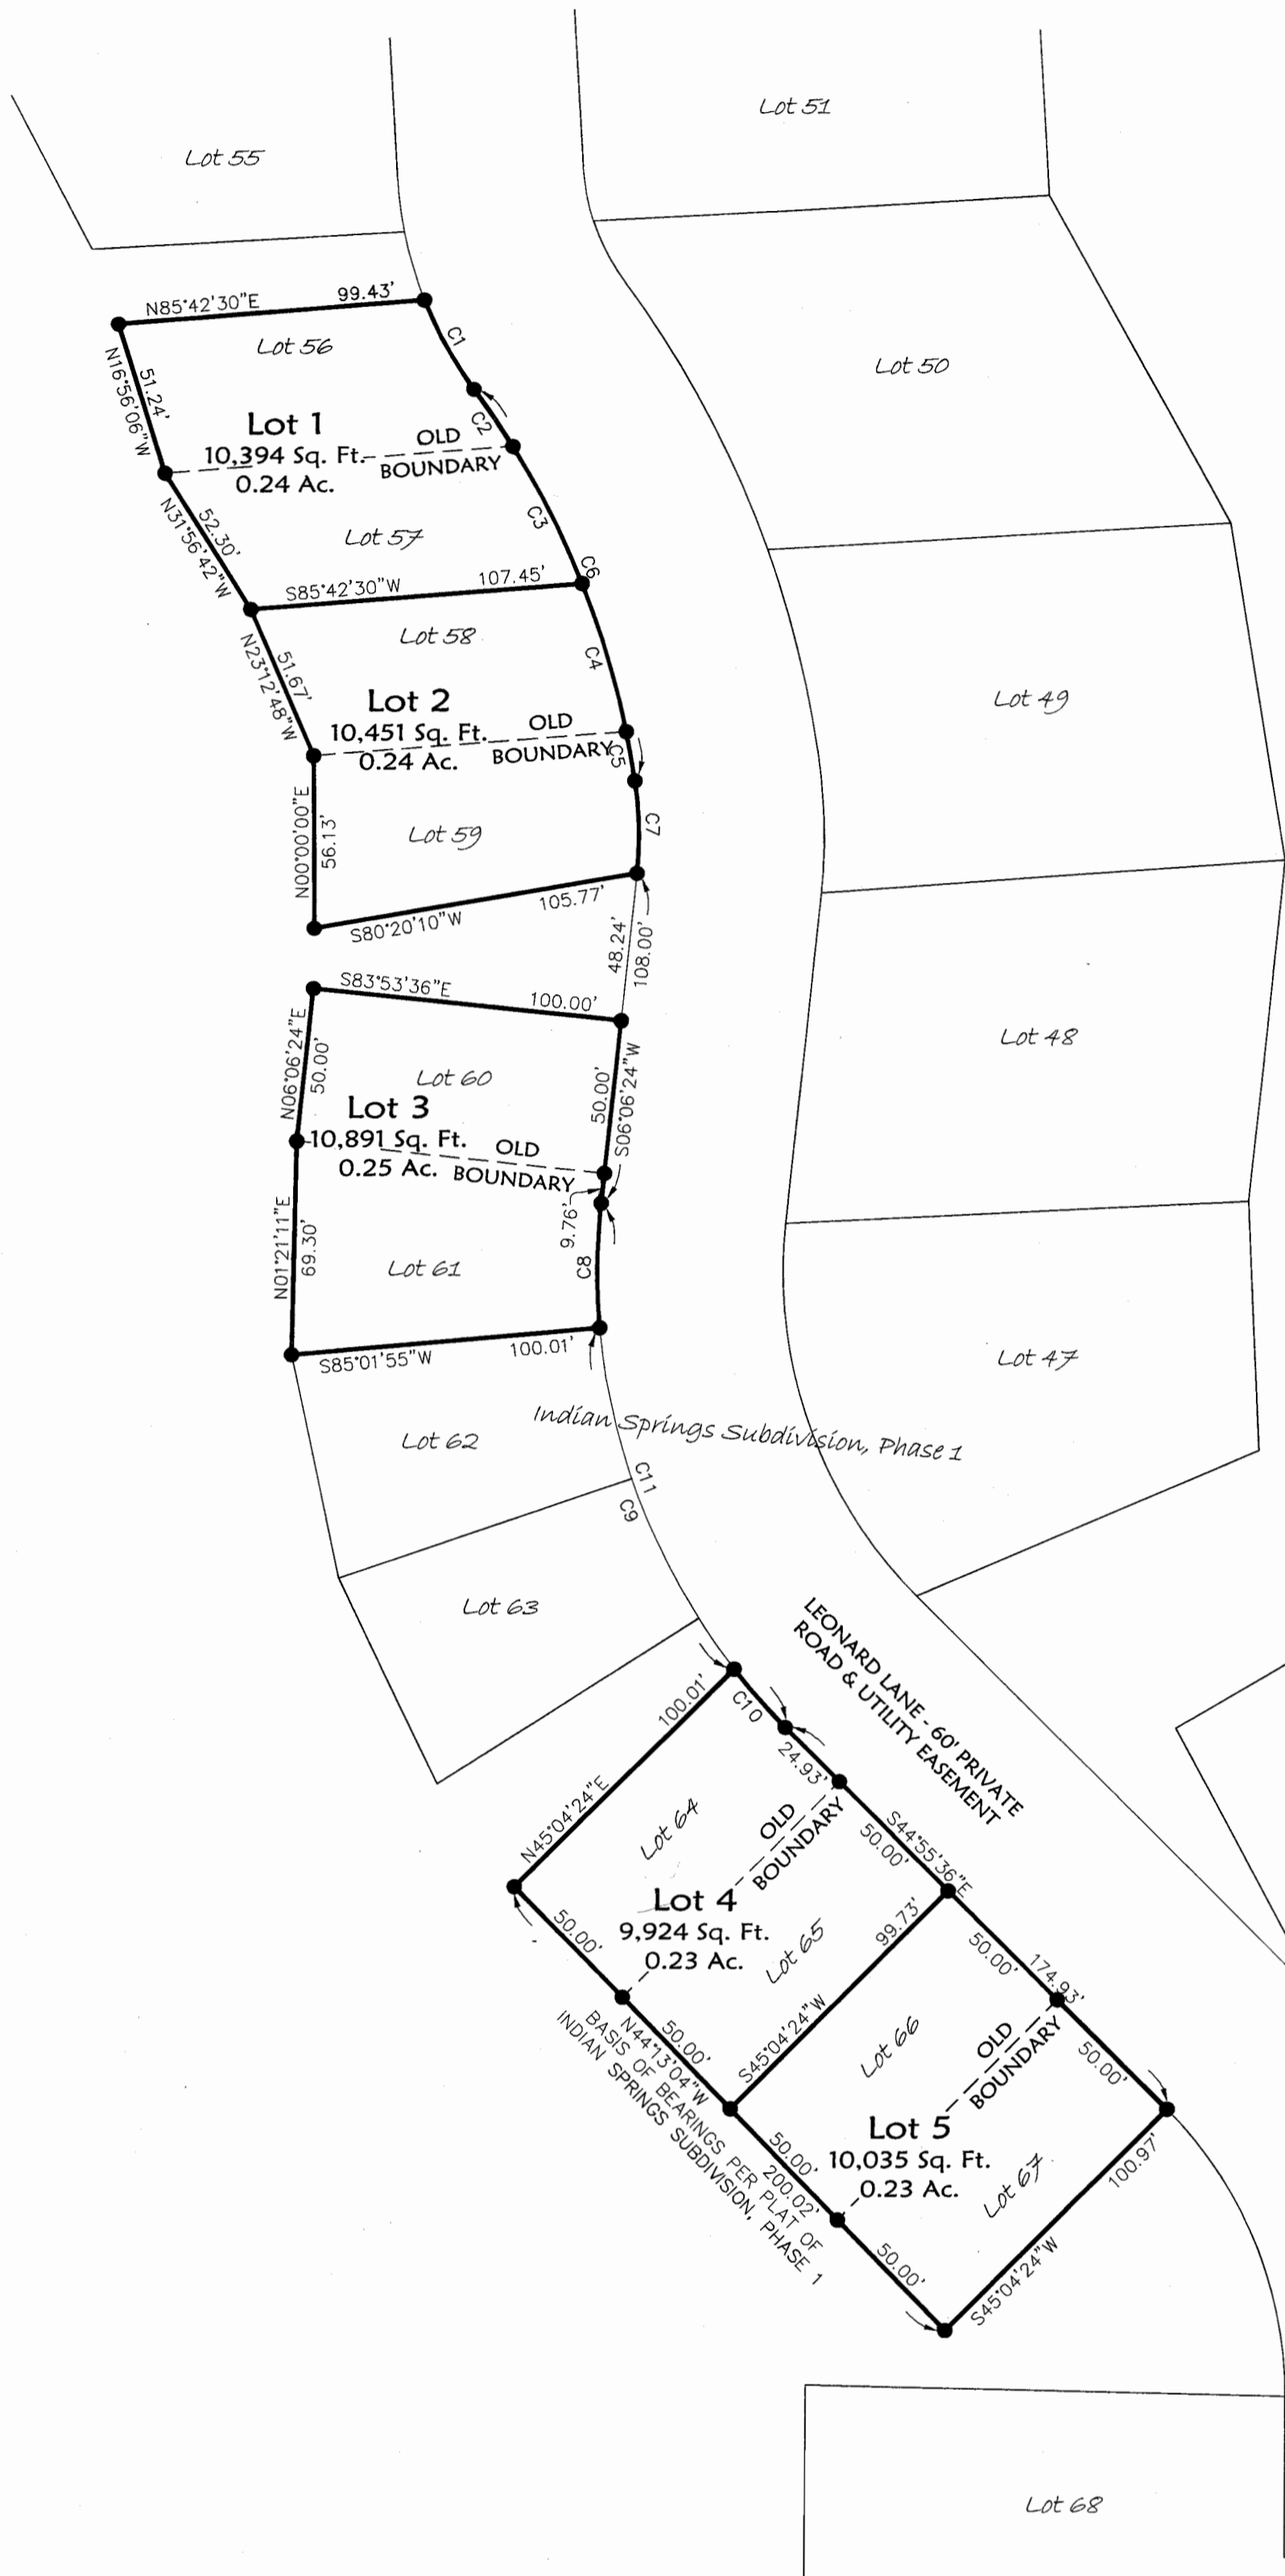 Lot 51
Lot 55
N85°42'30"E 99.43'
Lot 56
C1
Lot 50
N16°56'06"W
51.24'
Lot 1
10,394 Sq. Ft.
0.24 Ac.
OLD
BOUNDARY
C2
N31°56'42"W
52.30'
Lot 57
C3
S85°42'30"W 107.45'
C6
Lot 58
N23°12'48"W
51.67'
C4
Lot 49
Lot 2
10,451 Sq. Ft.
0.24 Ac.
OLD
BOUNDARY
C5
N00°00'00"E
56.13'
Lot 59
C7
S80°20'10"W 105.77'
48.24'
108.00'
S83°53'36"E 100.00'
N06°06'24"E
50.00'
Lot 60
50.00'
S06°06'24"W
Lot 48
Lot 3
10,891 Sq. Ft.
0.25 Ac.
OLD
BOUNDARY
9.76'
N01°21'11"E
69.30'
Lot 61
C8
S85°01'55"W 100.01'
Lot 47
Indian Springs Subdivision, Phase 1
Lot 62
C11
C9
Lot 63
LEONARD LANE - 60' PRIVATE
ROAD & UTILITY EASEMENT
N45°04'24"E 100.01'
C10
24.93'
Lot 64
OLD
BOUNDARY
50.00'
S44°55'36"E
Lot 4
9,924 Sq. Ft.
0.23 Ac.
50.00'
Lot 65
S45°04'24"W 99.73'
50.00'
174.93'
50.00'
N44°13'04"W
200.02'
BASIS OF BEARINGS PER PLAT OF
INDIAN SPRINGS SUBDIVISION, PHASE 1
Lot 66
OLD
BOUNDARY
50.00'
50.00'
Lot 5
10,035 Sq. Ft.
0.23 Ac.
Lot 67
50.00'
S45°04'24"W 100.97'
Lot 68